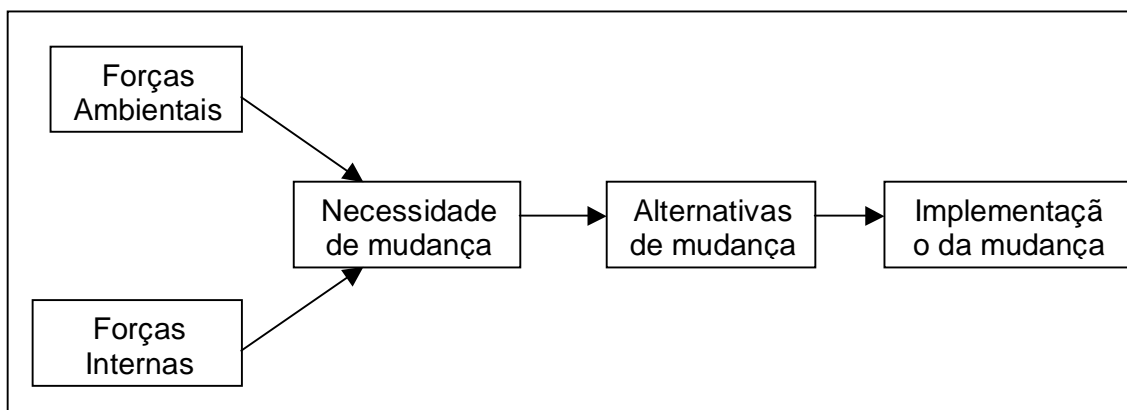 Forças
Ambientais
Necessidade
de mudança
Alternativas
de mudança
Implementaçã
o da mudança
Forças
Internas